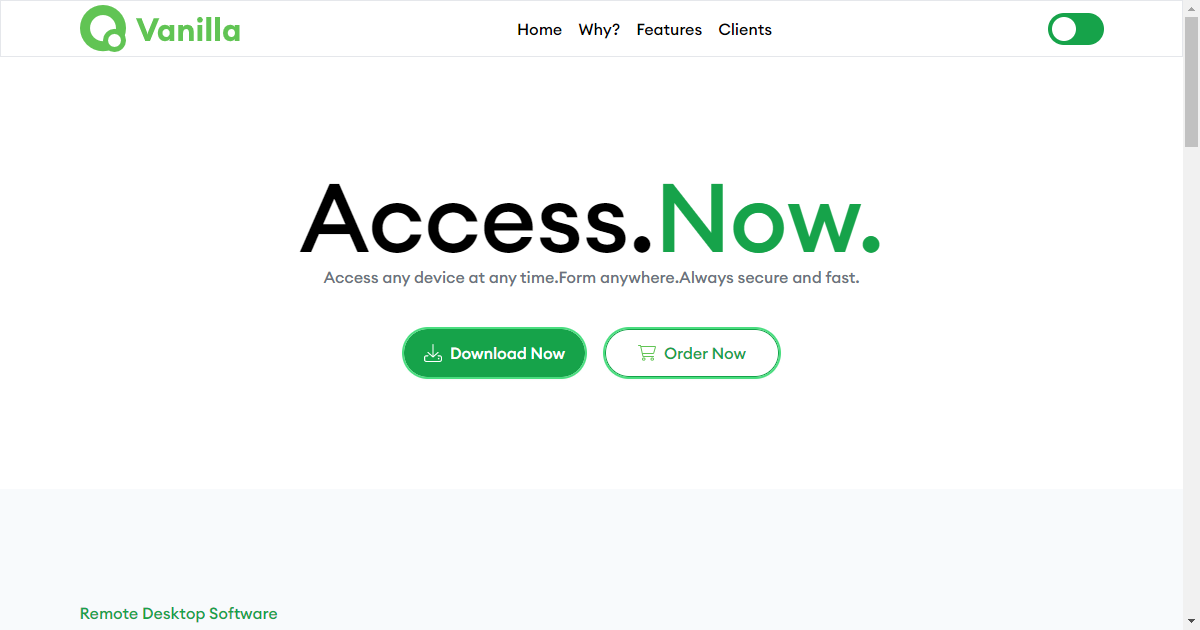 Vanilla
Home Why? Features Clients
Access.Now.
Access any device at any time.Form anywhere.Always secure and fast.
Download Now
Order Now
Remote Desktop Software